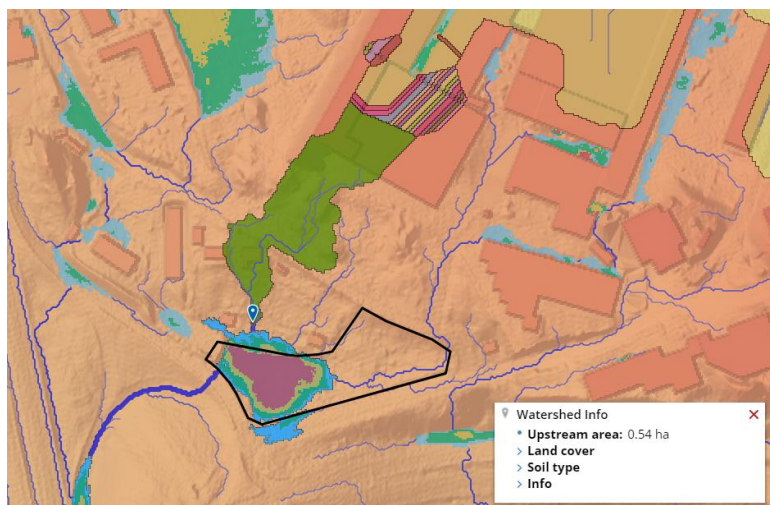 Watershed Info
Upstream area: 0.54 ha
Land cover
Soil type
Info